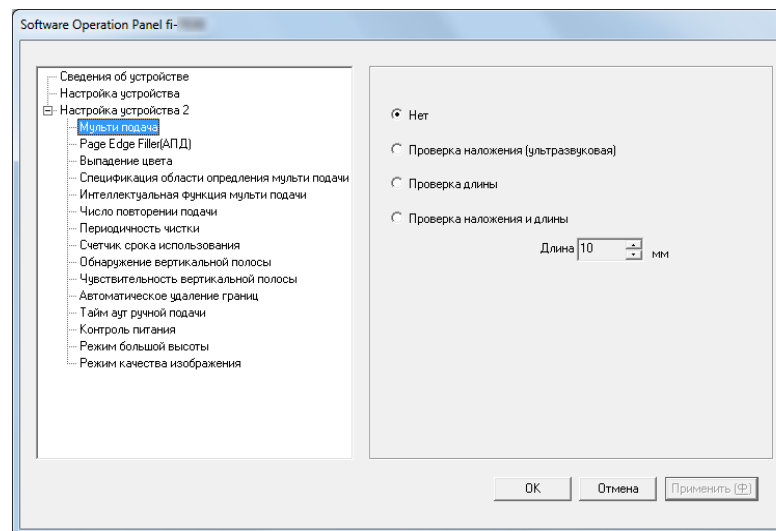 Software Operation Panel fi-
Сведения об устройстве
Настройка устройства
Настройка устройства 2
Мульти подача
Page Edge Filler(АПД)
Выпадение цвета
Спецификация области опредления мульти подачи
Интеллектуальная функция мульти подачи
Число повторении подачи
Периодичность чистки
Счетчик срока использования
Обнаружение вертикальной полосы
Чувствительность вертикальной полосы
Автоматическое удаление границ
Тайм аут ручной подачи
Контроль питания
Режим большой высоты
Режим качества изображения
Нет
Проверка наложения (ультразвуковая)
Проверка длины
Проверка наложения и длины
Длина 10 мм
OK Отмена Применить (Ф)